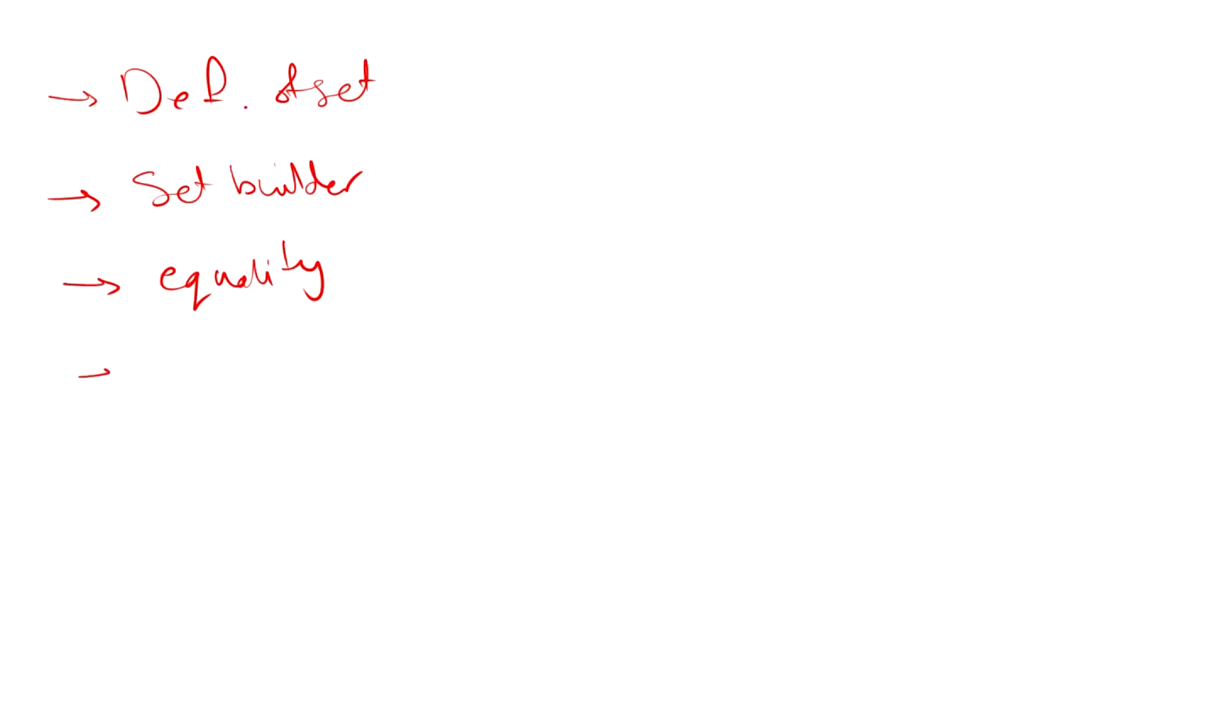 → Def. of set
→ Set builder
→ equality
→